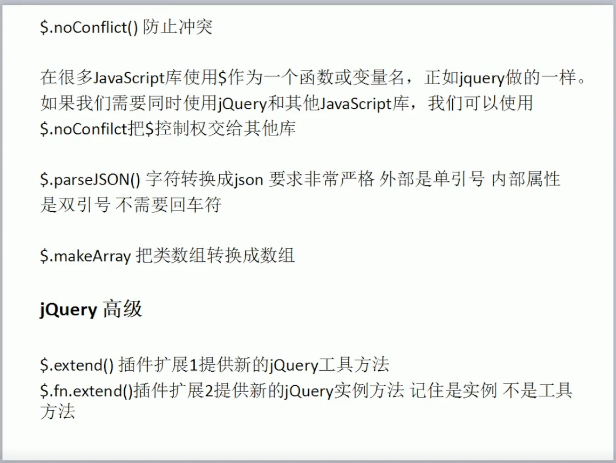 $.noConflict() 防止冲突
在很多JavaScript库使用$作为一个函数或变量名，正如jquery做的一样。
如果我们需要同时使用jQuery和其他JavaScript库，我们可以使用
$.noConfilct把$控制权交给其他库
$.parseJSON() 字符转换成json 要求非常严格 外部是单引号 内部属性
是双引号 不需要回车符
$.makeArray 把类数组转换成数组
jQuery 高级
$.extend() 插件扩展1提供新的jQuery工具方法
$.fn.extend()插件扩展2提供新的jQuery实例方法 记住是实例 不是工具
方法